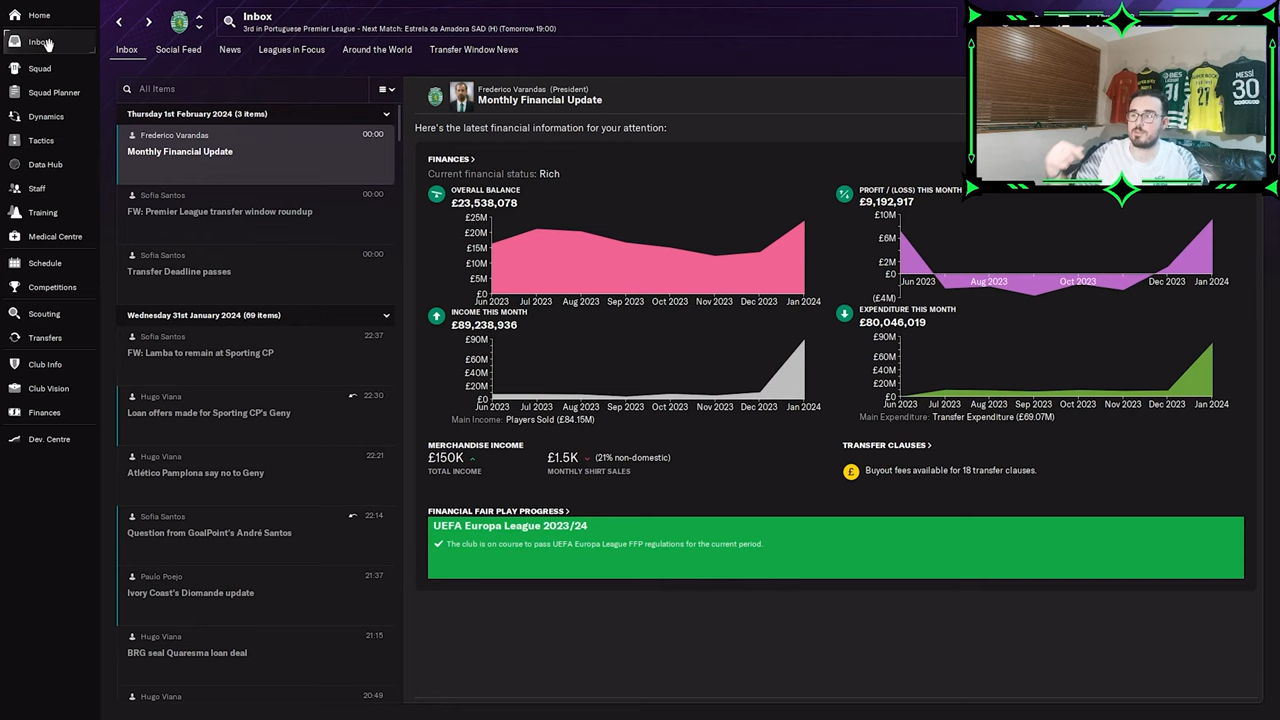 Home
Inbox
Squad
Squad Planner
Dynamics
Tactics
Data Hub
Staff
Training
Medical Centre
Schedule
Competitions
Scouting
Transfers
Club Info
Club Vision
Finances
Dev. Centre
Inbox
3rd in Portuguese Premier League - Next Match: Estrela da Amadora SAD (H) (Tomorrow 19:00)
Inbox Social Feed News Leagues in Focus Around the World Transfer Window News
All Items
Thursday 1st February 2024 (3 items)
Frederico Varandas 00:00
Monthly Financial Update
Sofia Santos 00:00
FW: Premier League transfer window roundup
Sofia Santos 00:00
Transfer Deadline passes
Wednesday 31st January 2024 (69 items)
Sofia Santos 22:37
FW: Lamba to remain at Sporting CP
Hugo Viana 22:30
Loan offers made for Sporting CP's Geny
Hugo Viana 22:21
Atlético Pamplona say no to Geny
Sofia Santos 22:14
Question from GoalPoint's André Santos
Paulo Poejo 21:37
Ivory Coast's Diomande update
Hugo Viana 21:15
BRG seal Quaresma loan deal
Hugo Viana 20:49
Frederico Varandas (President)
Monthly Financial Update
Here's the latest financial information for your attention:
FINANCES >
Current financial status: Rich
OVERALL BALANCE
£23,538,078
£25M
£20M
£15M
£10M
£5M
£0
Jun 2023 Jul 2023 Aug 2023 Sep 2023 Oct 2023 Nov 2023 Dec 2023 Jan 2024
PROFIT / (LOSS) THIS MONTH
£9,192,917
£10M
£6M
£2M
£0
(£4M)
Jun 2023 Aug 2023 Oct 2023 Dec 2023 Jan 2024
INCOME THIS MONTH
£89,238,936
£90M
£60M
£40M
£20M
£0
Jun 2023 Jul 2023 Aug 2023 Sep 2023 Oct 2023 Nov 2023 Dec 2023 Jan 2024
Main Income: Players Sold (£84.15M)
EXPENDITURE THIS MONTH
£80,046,019
£90M
£60M
£40M
£20M
£0
Jun 2023 Jul 2023 Aug 2023 Sep 2023 Oct 2023 Nov 2023 Dec 2023 Jan 2024
Main Expenditure: Transfer Expenditure (£69.07M)
MERCHANDISE INCOME
£150K
TOTAL INCOME
£1.5K (21% non-domestic)
MONTHLY SHIRT SALES
TRANSFER CLAUSES >
£ Buyout fees available for 18 transfer clauses.
FINANCIAL FAIR PLAY PROGRESS >
UEFA Europa League 2023/24
The club is on course to pass UEFA Europa League FFP regulations for the current period.
31
21
MESSI
30